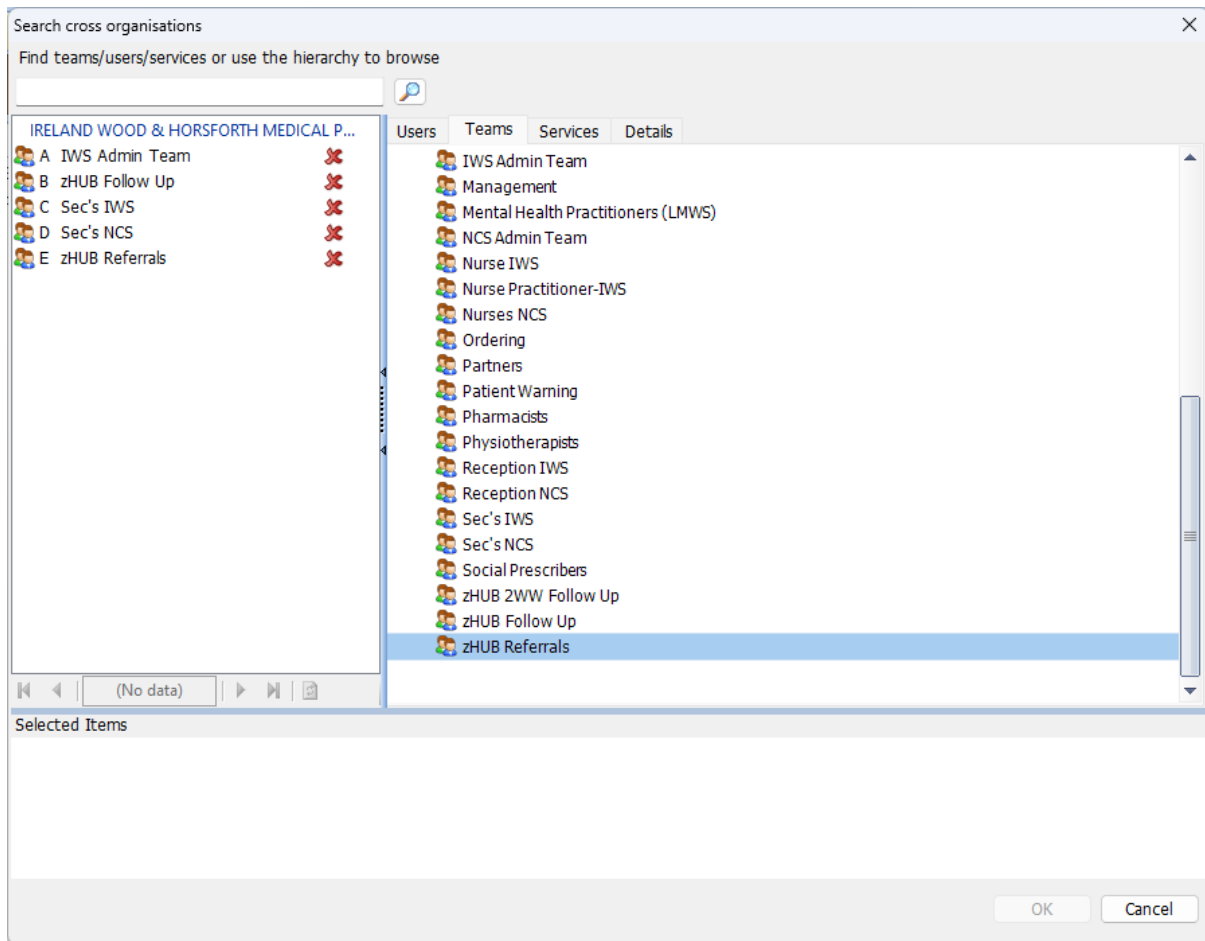 Search cross organisations
Find teams/users/services or use the hierarchy to browse
IRELAND WOOD & HORSFORTH MEDICAL P...
A IWS Admin Team
B zHUB Follow Up
C Sec's IWS
D Sec's NCS
E zHUB Referrals
(No data)
Users Teams Services Details
IWS Admin Team
Management
Mental Health Practitioners (LMWS)
NCS Admin Team
Nurse IWS
Nurse Practitioner-IWS
Nurses NCS
Ordering
Partners
Patient Warning
Pharmacists
Physiotherapists
Reception IWS
Reception NCS
Sec's IWS
Sec's NCS
Social Prescribers
zHUB 2WW Follow Up
zHUB Follow Up
zHUB Referrals
Selected Items
OK Cancel